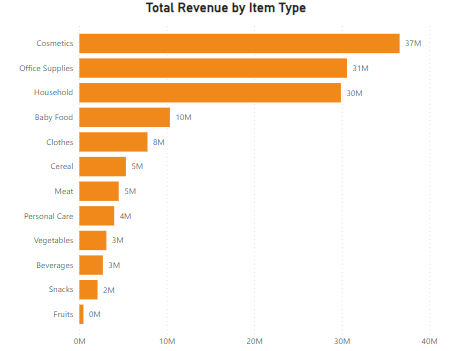 Total Revenue by Item Type
Cosmetics 37M
Office Supplies 31M
Household 30M
Baby Food 10M
Clothes 8M
Cereal 5M
Meat 5M
Personal Care 4M
Vegetables 3M
Beverages 3M
Snacks 2M
Fruits 0M
0M 10M 20M 30M 40M